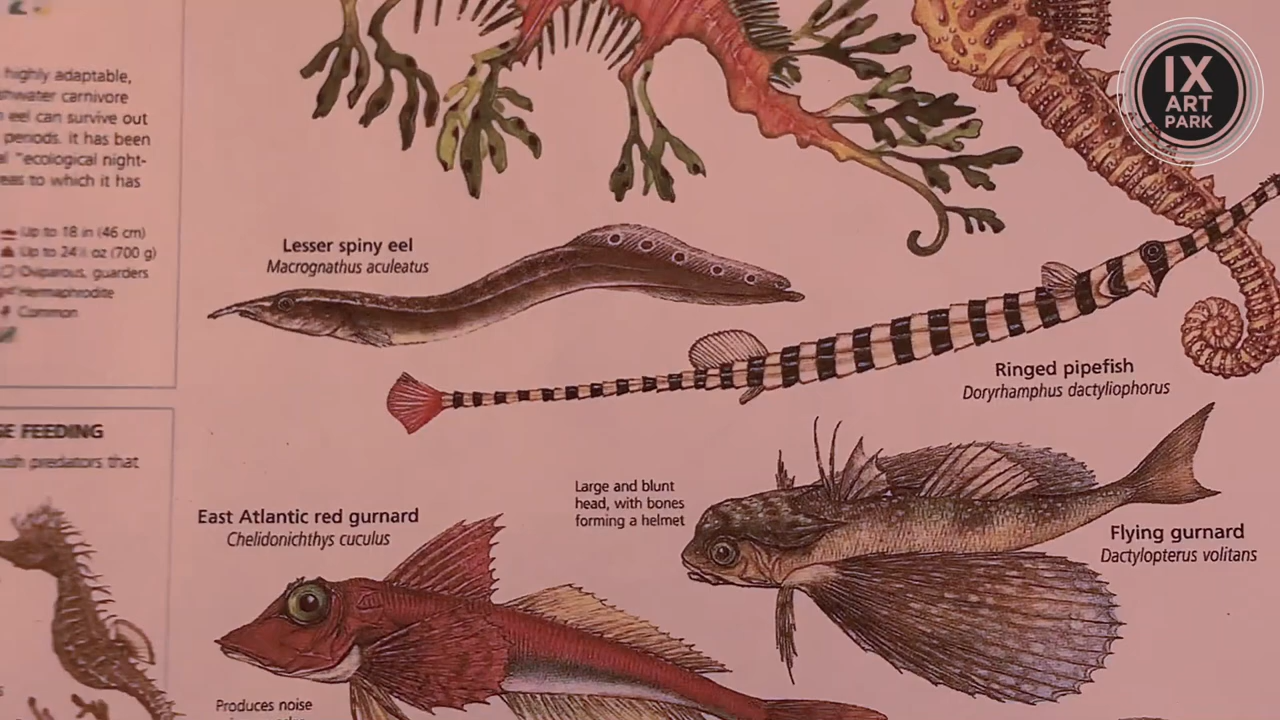 highly adaptable,
carnivore
eel can survive out
periods. It has been
"ecological night-
to which it has
Up to 18 in (46 cm)
Up to 24½ oz (700 g)
Oviparous, guarders
Hermaphrodite
Common
FEEDING
predators that
Lesser spiny eel
Macrognathus aculeatus
Ringed pipefish
Doryrhamphus dactyliophorus
Large and blunt
head, with bones
forming a helmet
East Atlantic red gurnard
Chelidonichthys cuculus
Flying gurnard
Dactylopterus volitans
Produces noise
IX
ART
PARK